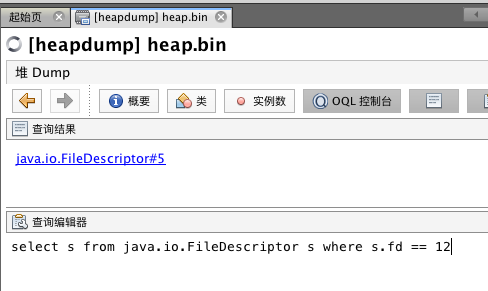 起始页
[heapdump] heap.bin
[heapdump] heap.bin
堆 Dump
概要
类
实例数
OQL 控制台
查询结果
java.io.FileDescriptor#5
查询编辑器
select s from java.io.FileDescriptor s where s.fd == 12